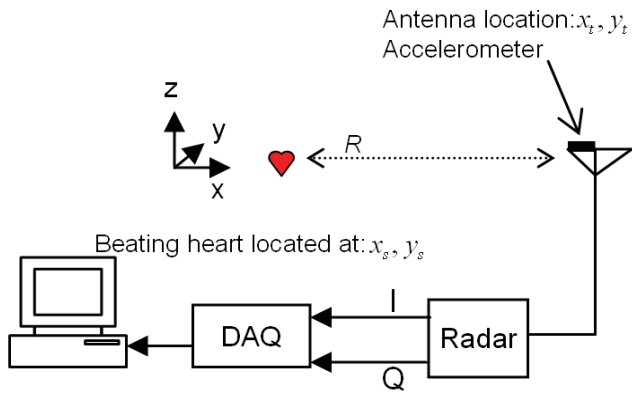 Antenna location: x_t, y_t
Accelerometer
z
y
x
R
Beating heart located at: x_s, y_s
I
DAQ
Radar
Q